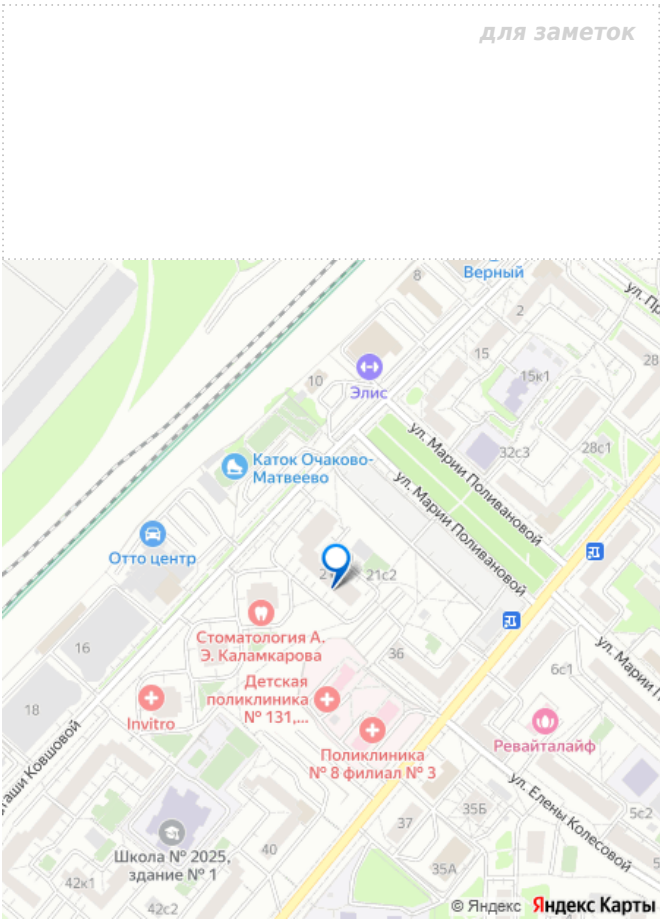 для заметок
Верный
8
ул. Пр
2
15
28
10
Элис
15к1
ул. Марии Поливановой
32с3
28с1
Каток Очаково-
Матвеево
ул. Марии Поливановой
Отто центр
21с2
Стоматология А.
Э. Каламкарова
16
36
ул. Марии П
6с1
Детская
поликлиника
№ 131,...
18
Invitro
Ревайталайф
Поликлиника
№ 8 филиал № 3
таши Ковшовой
ул. Елены Колесовой
35Б
5с2
37
Школа № 2025,
здание № 1
40
35А
5
42к1
42с2
© Яндекс Яндекс Карты